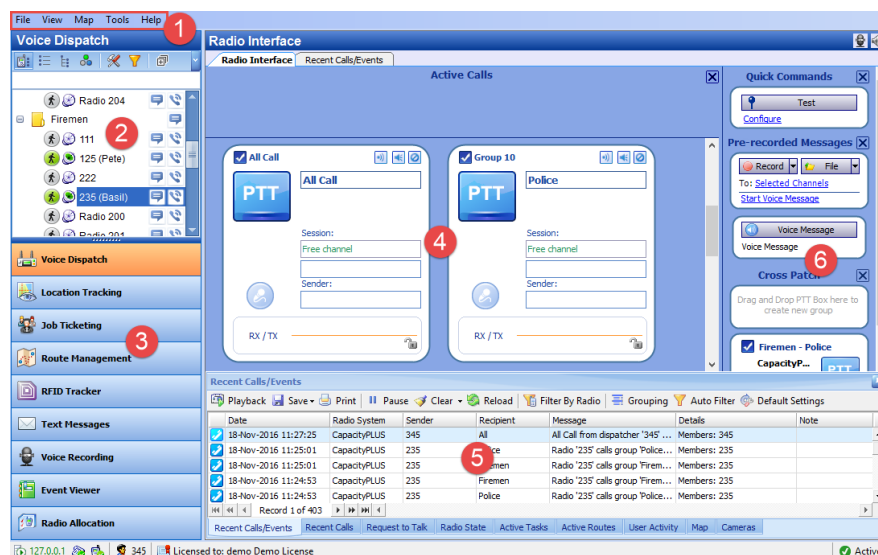 File View Map Tools Help
1
Voice Dispatch
Radio 204
Firemen
111
2
125 (Pete)
222
235 (Basil)
Radio 200
Radio 201
Voice Dispatch
Location Tracking
Job Ticketing
3
Route Management
RFID Tracker
Text Messages
Voice Recording
Event Viewer
Radio Allocation
Radio Interface
Radio Interface Recent Calls/Events
Active Calls
All Call
PTT
All Call
Session:
Free channel
Sender:
RX / TX
4
Group 10
PTT
Police
Session:
Free channel
Sender:
RX / TX
Quick Commands
Test
Configure
Pre-recorded Messages
Record File
To: Selected Channels
Start Voice Message
Voice Message
Voice Message
6
Cross Patch
Drag and Drop PTT Box here to
create new group
Firemen - Police
CapacityP...
PTT
Recent Calls/Events
Playback Save Print Pause Clear Reload Filter By Radio Grouping Auto Filter Default Settings
Date Radio System Sender Recipient Message Details Note
18-Nov-2016 11:27:25 CapacityPLUS 345 All All Call from dispatcher '345' ... Members: 345
18-Nov-2016 11:25:01 CapacityPLUS 235 Police Radio '235' calls group 'Police... Members: 235
18-Nov-2016 11:25:01 CapacityPLUS 235 Firemen Radio '235' calls group 'Firem... Members: 235
18-Nov-2016 11:24:53 CapacityPLUS 235 Firemen Radio '235' calls group 'Firem... Members: 235
18-Nov-2016 11:24:53 CapacityPLUS 235 Police Radio '235' calls group 'Police... Members: 235
5
Record 1 of 403
Recent Calls/Events Recent Calls Request to Talk Radio State Active Tasks Active Routes User Activity Map Cameras
127.0.0.1 345 Licensed to: demo Demo License Active